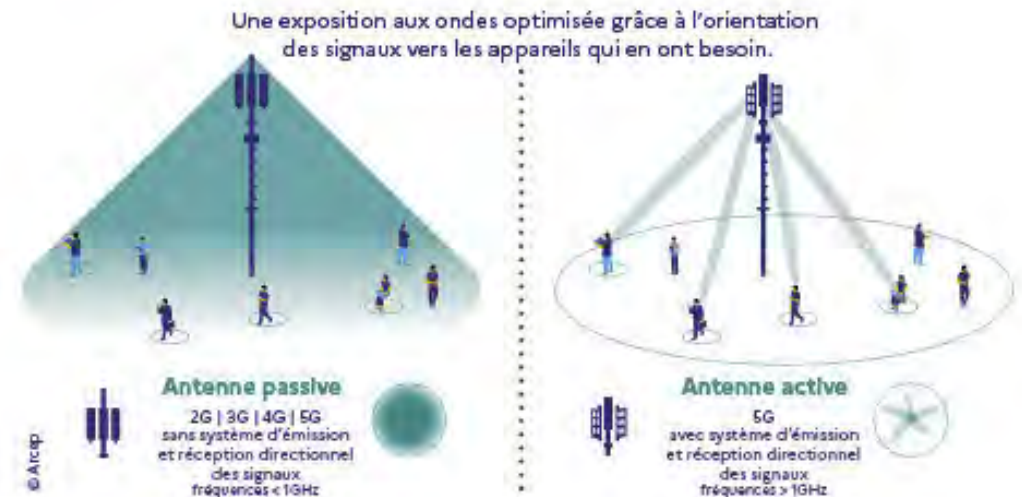 Une exposition aux ondes optimisée grâce à l'orientation
des signaux vers les appareils qui en ont besoin.
Antenne passive
2G | 3G | 4G | 5G
sans système d'émission
et réception directionnel
des signaux
fréquences < 1GHz
Antenne active
5G
avec système d'émission
et réception directionnel
des signaux
fréquences > 1GHz
© Arcep